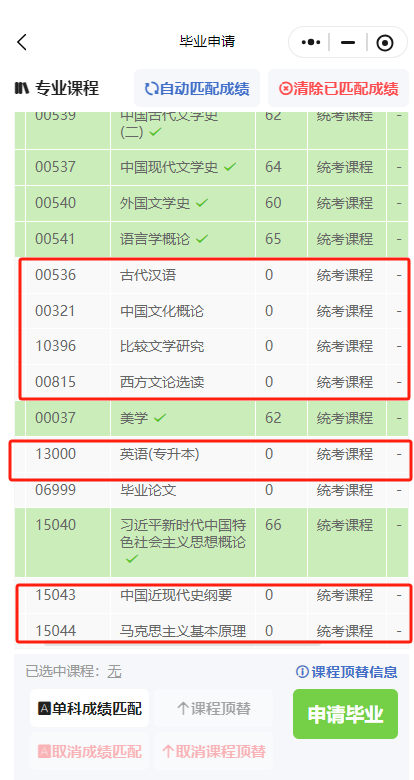 毕业申请
专业课程 自动匹配成绩 清除已匹配成绩
00539 中国古代文学史 62 统考课程 -
(二)
00537 中国现代文学史 64 统考课程 -
00540 外国文学史 60 统考课程 -
00541 语言学概论 65 统考课程 -
00536 古代汉语 0 统考课程 -
00321 中国文化概论 0 统考课程 -
10396 比较文学研究 0 统考课程 -
00815 西方文论选读 0 统考课程 -
00037 美学 62 统考课程 -
13000 英语(专升本) 0 统考课程 -
06999 毕业论文 0 统考课程 -
15040 习近平新时代中国特 66 统考课程 -
色社会主义思想概论
15043 中国近现代史纲要 0 统考课程 -
15044 马克思主义基本原理 0 统考课程 -
已选中课程：无 课程顶替信息
A单科成绩匹配 课程顶替 申请毕业
A取消成绩匹配 取消课程顶替